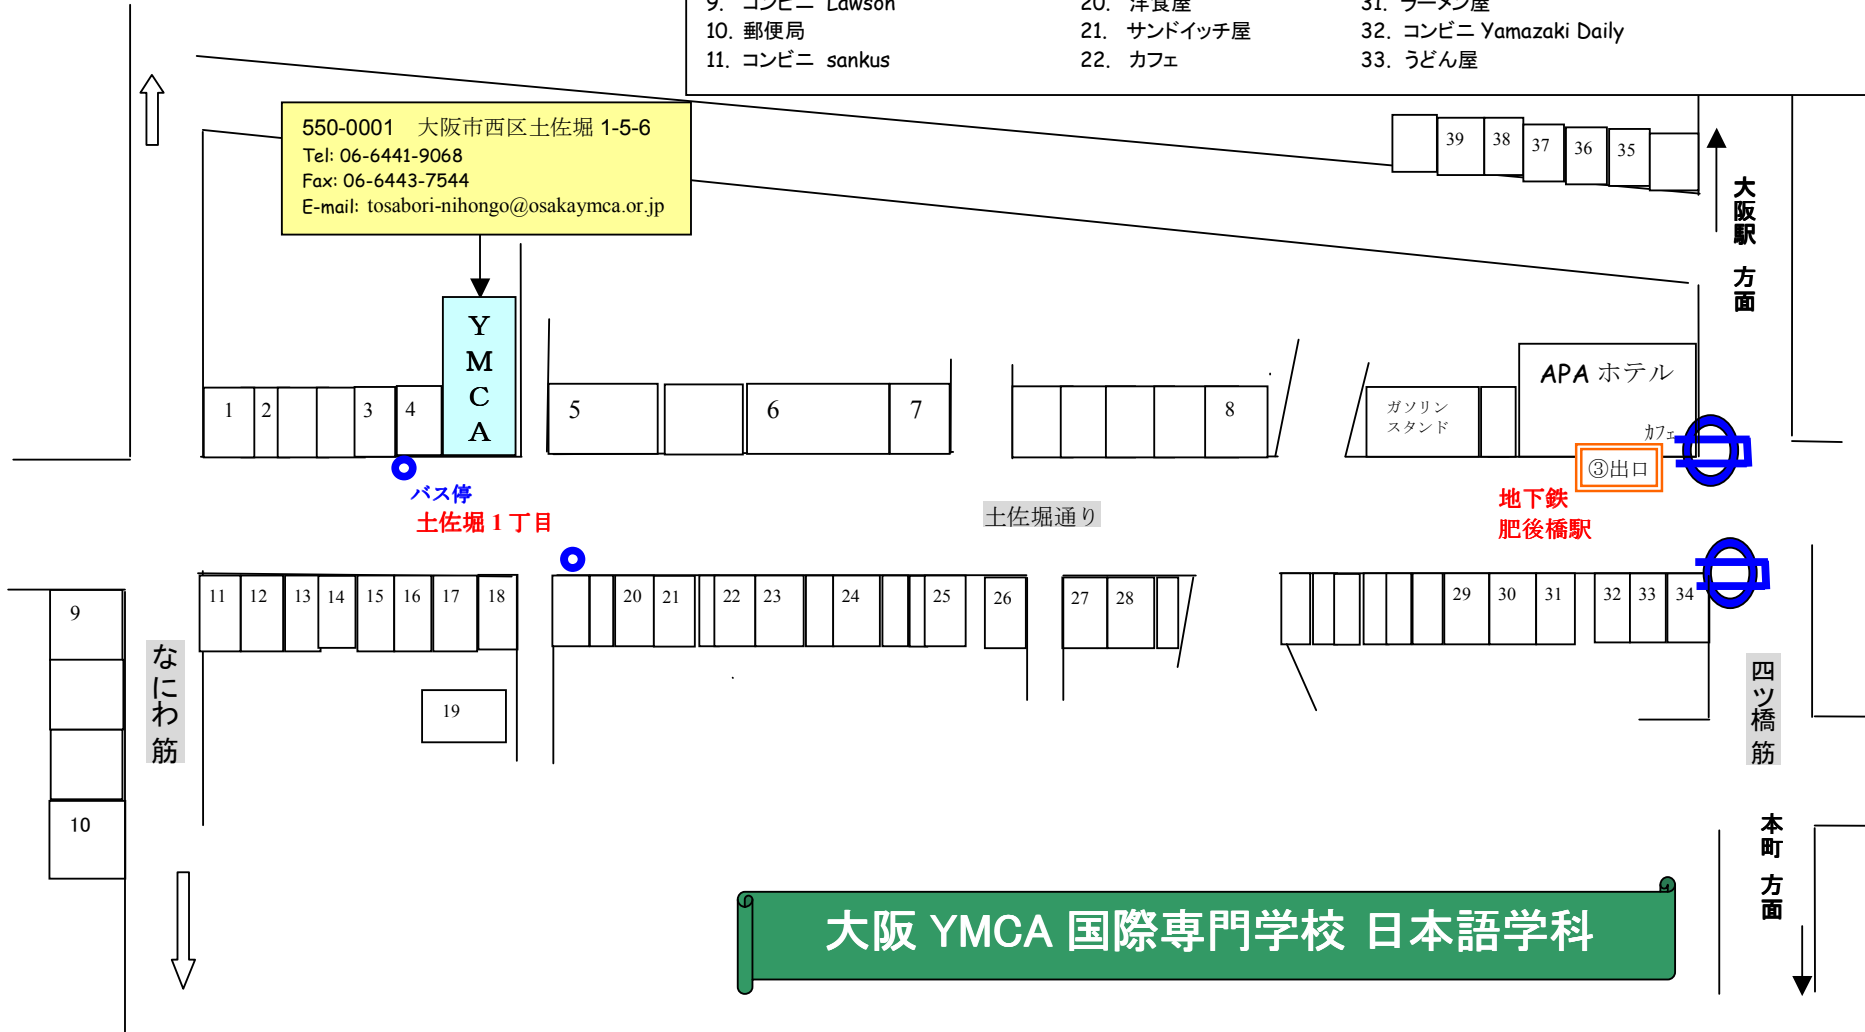 9. コンビニ Lawson
20. 洋食屋
31. ラーメン屋
10. 郵便局
21. サンドイッチ屋
32. コンビニ Yamazaki Daily
11. コンビニ sankus
22. カフェ
33. うどん屋
550-0001 大阪市西区土佐堀 1-5-6
Tel: 06-6441-9068
Fax: 06-6443-7544
E-mail: tosabori-nihongo@osakaymca.or.jp
39
38
37
36
35
大阪駅 方面
YMCA
1
2
3
4
5
6
7
8
ガソリン
スタンド
APA ホテル
カフェ
③出口
バス停
土佐堀 1 丁目
土佐堀通り
地下鉄
肥後橋駅
9
10
なにわ筋
11
12
13
14
15
16
17
18
19
20
21
22
23
24
25
26
27
28
29
30
31
32
33
34
四ツ橋筋
本町 方面
大阪 YMCA 国際専門学校 日本語学科